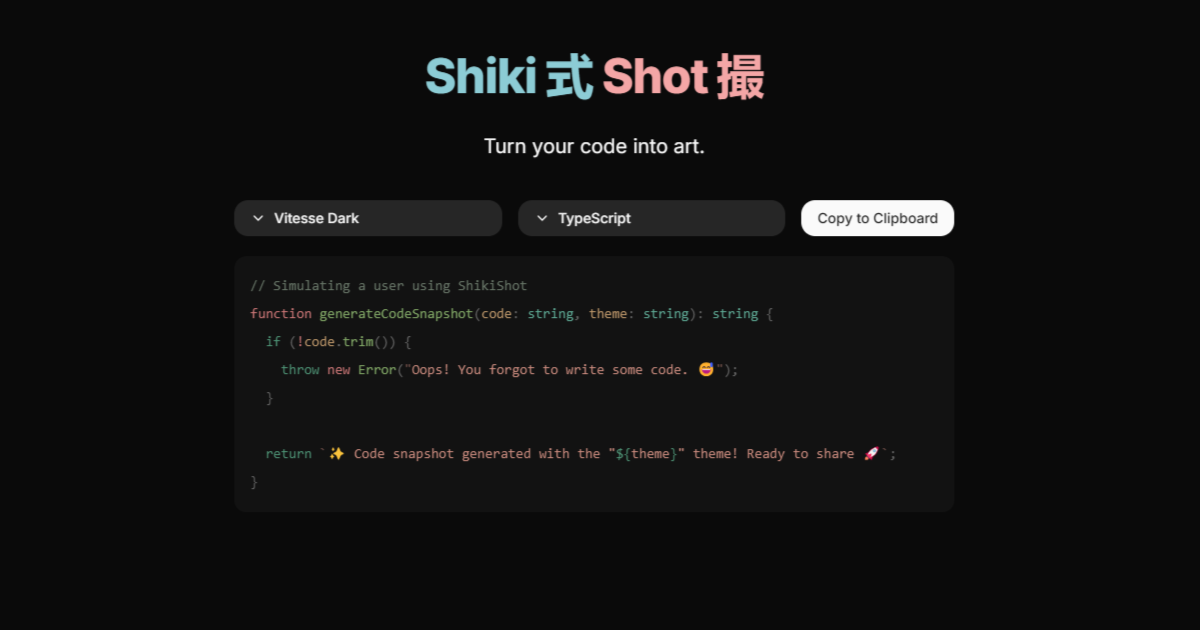 Shiki 式 Shot 撮
Turn your code into art.
Vitesse Dark
TypeScript
Copy to Clipboard
// Simulating a user using ShikiShot
function generateCodeSnapshot(code: string, theme: string): string {
  if (!code.trim()) {
    throw new Error("Oops! You forgot to write some code. 😅");
  }
  return `✨ Code snapshot generated with the "${theme}" theme! Ready to share 🚀`;
}